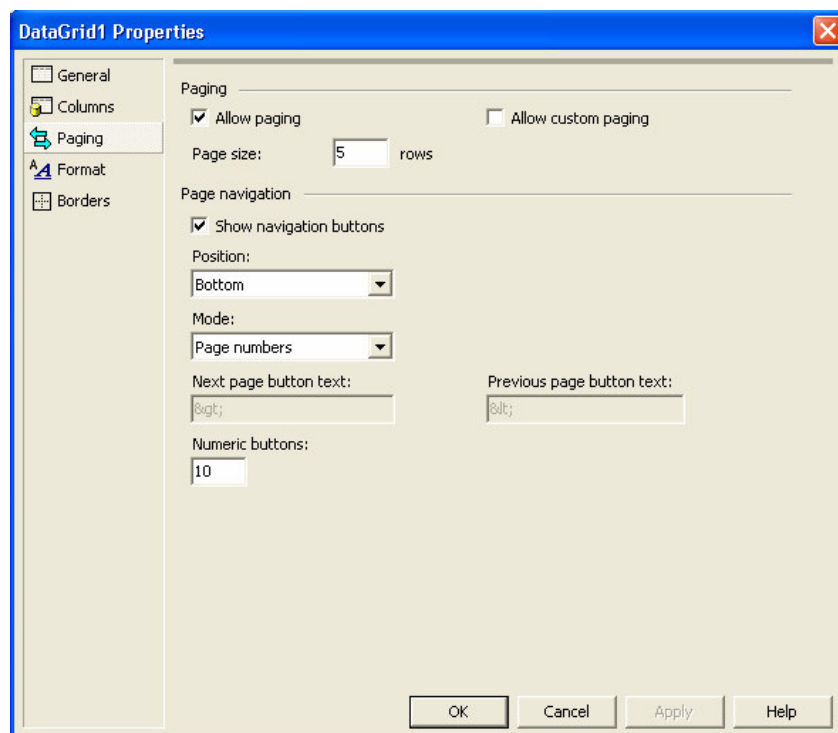 DataGrid1 Properties
General
Columns
Paging
Format
Borders
Paging
Allow paging
Allow custom paging
Page size: 5 rows
Page navigation
Show navigation buttons
Position:
Bottom
Mode:
Page numbers
Next page button text: Previous page button text:
&gt; &lt;
Numeric buttons:
10
OK Cancel Apply Help